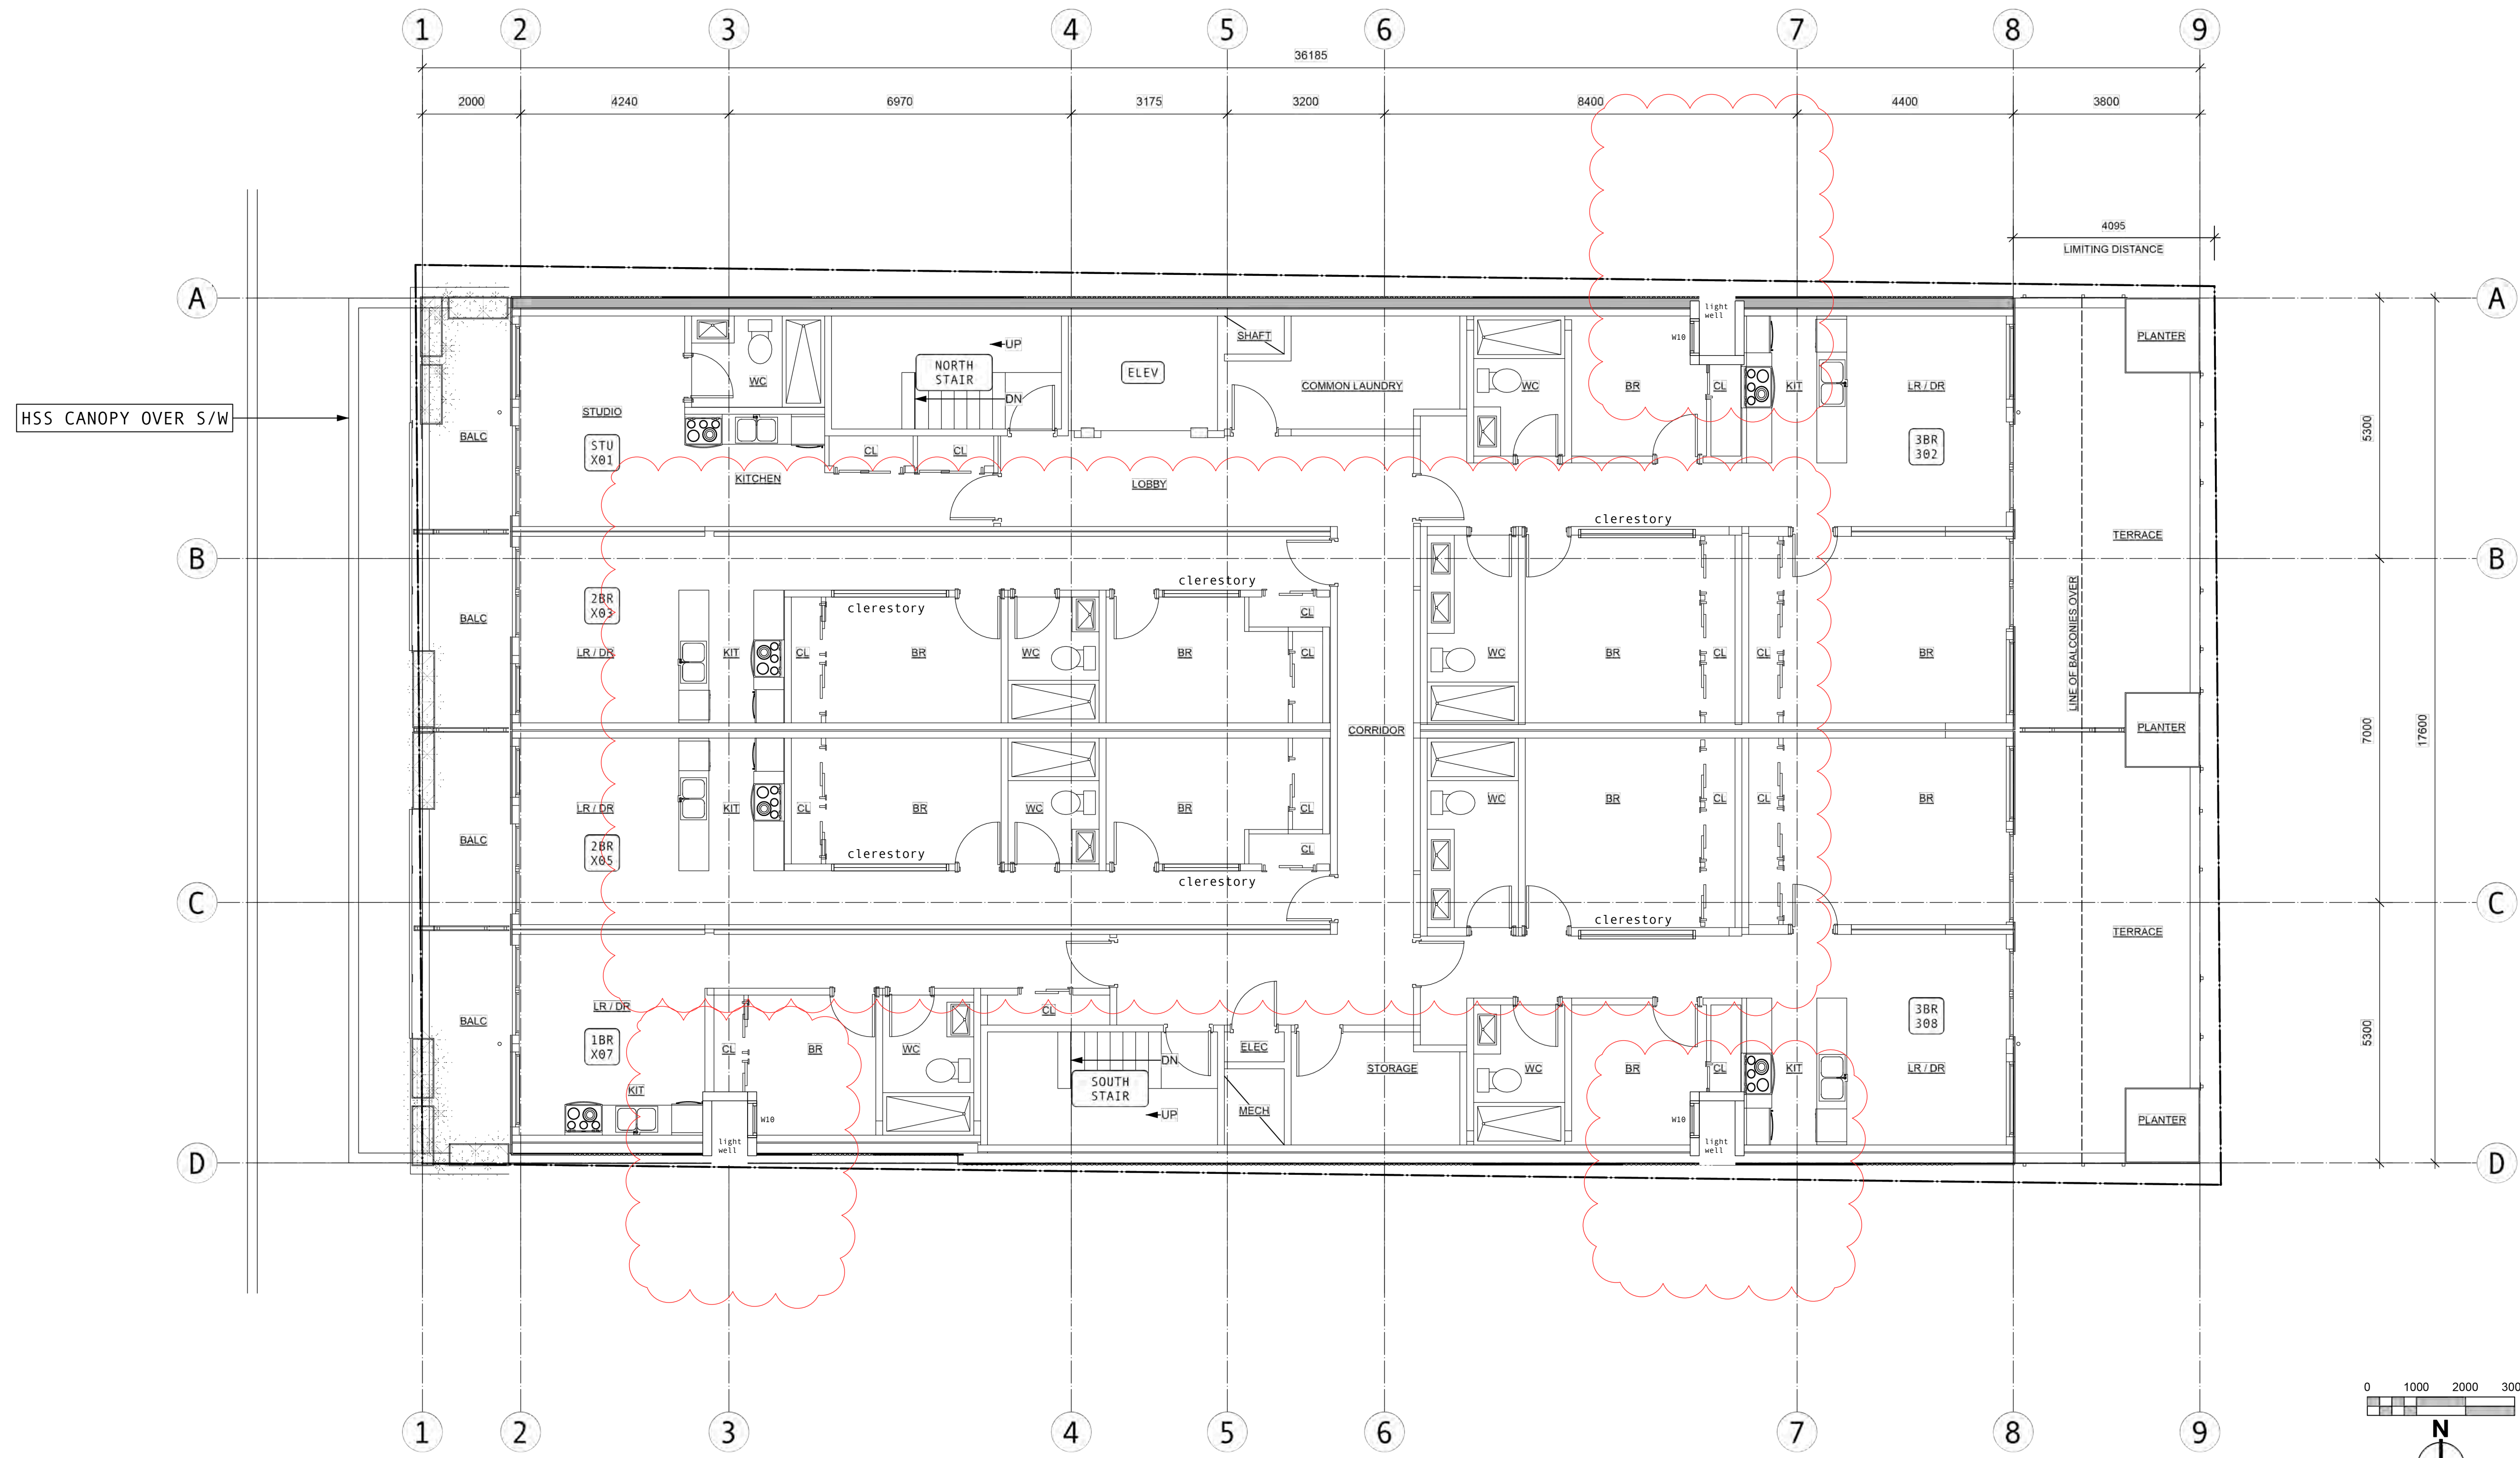 1 2 3 4 5 6 7 8 9
36185
2000 4240 6970 3175 3200 8400 4400 3800
4095
LIMITING DISTANCE
A A
light
well
SHAFT
UP
W10
PLANTER
NORTH
STAIR
ELEV
WC
COMMON LAUNDRY
WC
BR
CL
KIT
LR / DR
DN
HSS CANOPY OVER S/W
STUDIO
BALC
STU
X01
CL
CL
3BR
302
5300
KITCHEN
LOBBY
clerestory
TERRACE
B B
clerestory
clerestory
2BR
X03
CL
BALC
LR / DR
KIT
CL
BR
WC
BR
CL
WC
BR
CL
CL
BR
LINE OF BALCONIES OVER
CORRIDOR
PLANTER
7000
17600
LR / DR
KIT
CL
BR
WC
BR
CL
WC
BR
CL
CL
BR
BALC
2BR
X05
clerestory
CL
clerestory
C C
clerestory
TERRACE
LR / DR
CL
BALC
1BR
X07
CL
BR
WC
ELEC
3BR
308
5300
DN
STORAGE
WC
BR
CL
KIT
LR / DR
KIT
SOUTH
STAIR
UP
MECH
W10
W10
PLANTER
light
well
light
well
D D
0 1000 2000 300
N
1 2 3 4 5 6 7 8 9